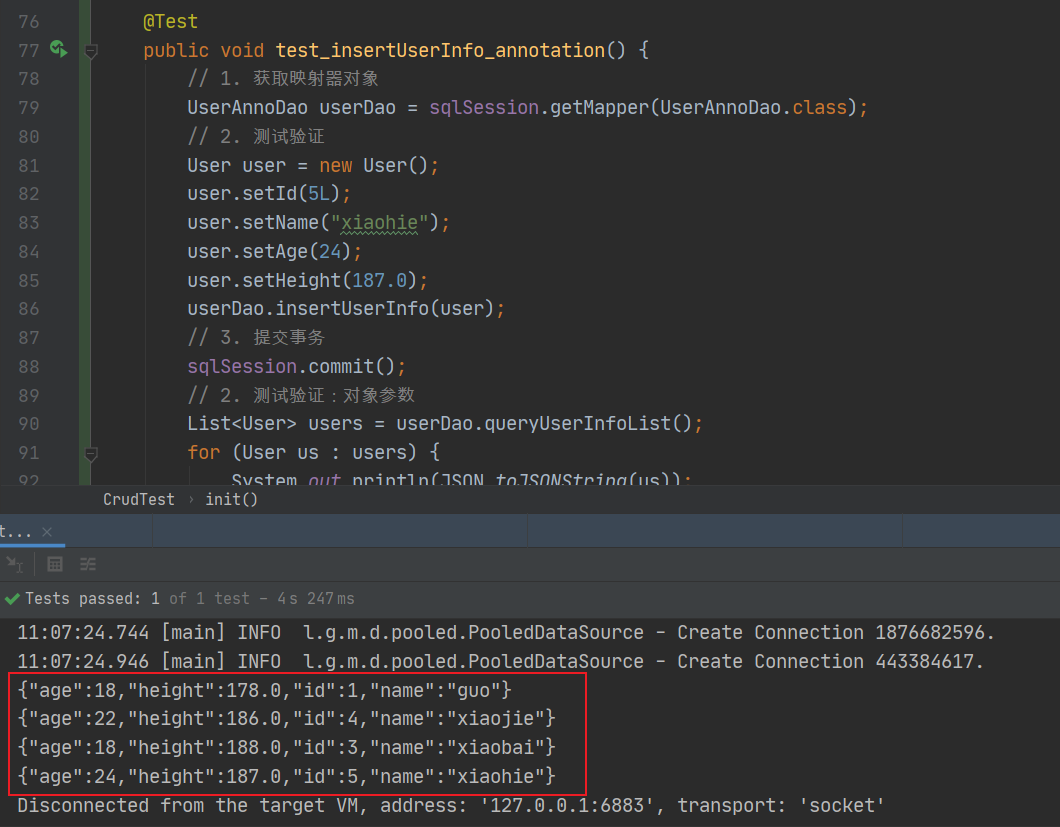 76 @Test
77 public void test_insertUserInfo_annotation() {
78 // 1. 获取映射器对象
79 UserAnnoDao userDao = sqlSession.getMapper(UserAnnoDao.class);
80 // 2. 测试验证
81 User user = new User();
82 user.setId(5L);
83 user.setName("xiaohie");
84 user.setAge(24);
85 user.setHeight(187.0);
86 userDao.insertUserInfo(user);
87 // 3. 提交事务
88 sqlSession.commit();
89 // 2. 测试验证：对象参数
90 List<User> users = userDao.queryUserInfoList();
91 for (User us : users) {
92 System.out.println(JSON.toJSONString(us));
CrudTest › init()
t... ×
Tests passed: 1 of 1 test – 4 s 247 ms
11:07:24.744 [main] INFO  l.g.m.d.pooled.PooledDataSource - Create Connection 1876682596.
11:07:24.946 [main] INFO  l.g.m.d.pooled.PooledDataSource - Create Connection 443384617.
{"age":18,"height":178.0,"id":1,"name":"guo"}
{"age":22,"height":186.0,"id":4,"name":"xiaojie"}
{"age":18,"height":188.0,"id":3,"name":"xiaobai"}
{"age":24,"height":187.0,"id":5,"name":"xiaohie"}
Disconnected from the target VM, address: '127.0.0.1:6883', transport: 'socket'